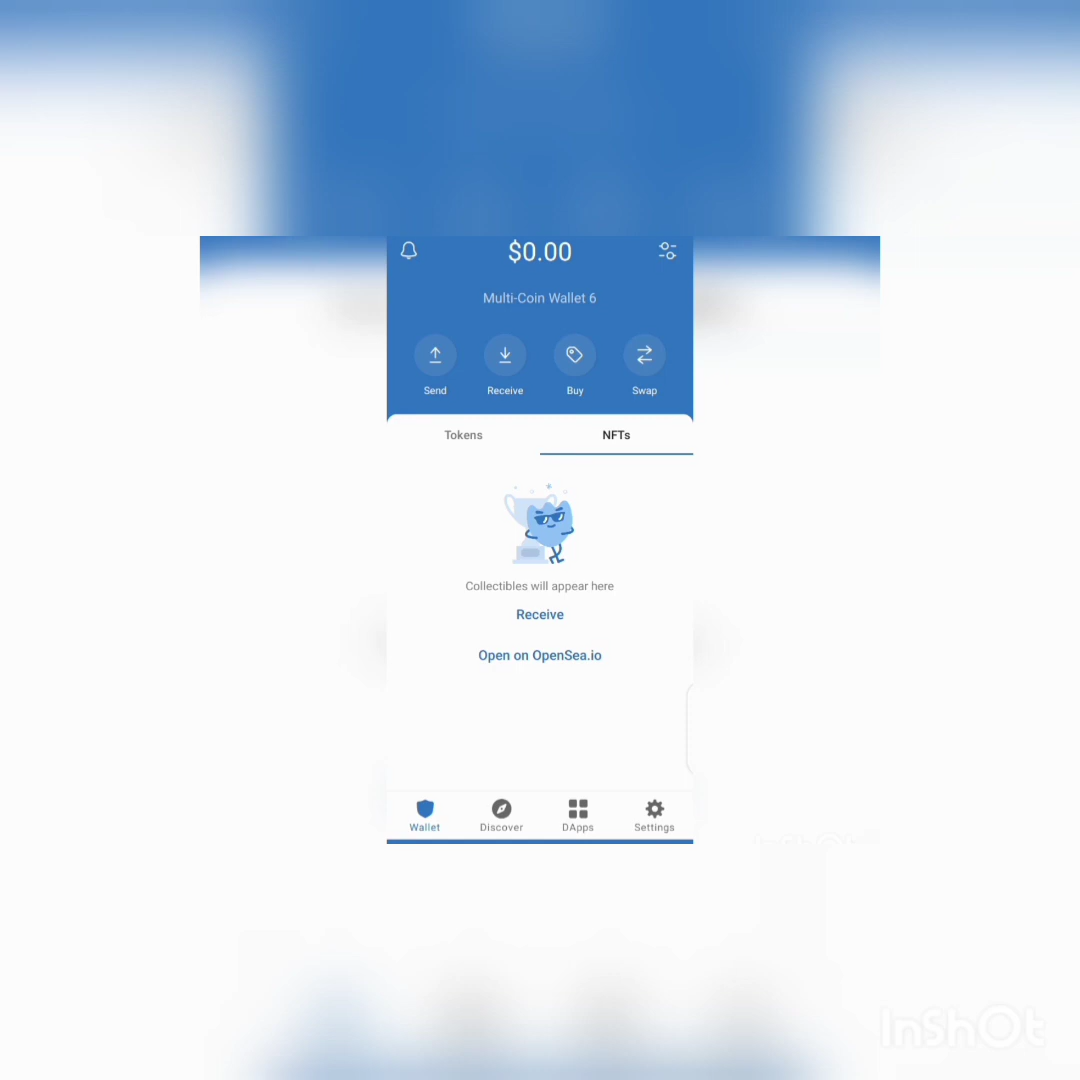 $0.00
Multi-Coin Wallet 6
Send Receive Buy Swap
Tokens NFTs
Collectibles will appear here
Receive
Open on OpenSea.io
Wallet Discover DApps Settings
InShOt
InShOt